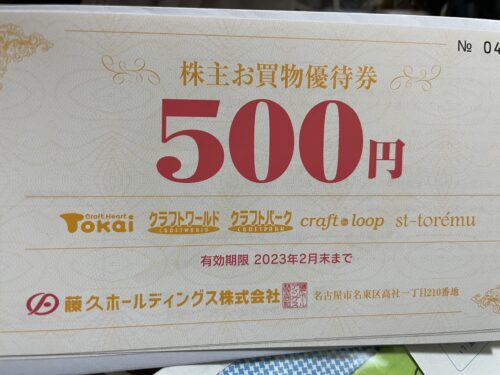 № 04
株主お買物優待券
500円
Craft Heart
Tokai クラフトワールド クラフトパーク craft loop st-torému
CRAFTWORLD CRAFTPARK
有効期限 2023年2月末まで
藤久ホールディングス株式会社 名古屋市名東区高社一丁目210番地